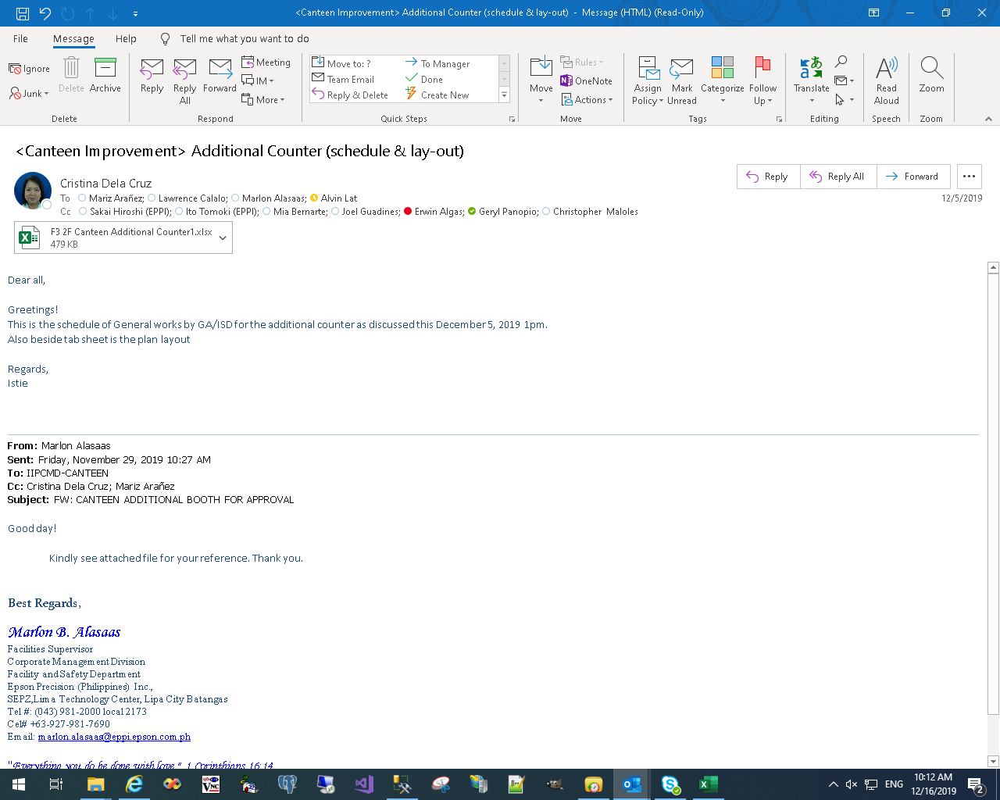 <Canteen Improvement> Additional Counter (schedule & lay-out) - Message (HTML) (Read-Only)
File Message Help Tell me what you want to do
Ignore
Junk
Delete
Archive
Delete
Reply
Reply All
Forward
Meeting
IM
More
Respond
Move to: ?
Team Email
Reply & Delete
To Manager
Done
Create New
Quick Steps
Move
Rules
OneNote
Actions
Move
Assign Policy
Mark Unread
Categorize
Follow Up
Tags
Translate
Editing
Read Aloud
Speech
Zoom
Zoom
<Canteen Improvement> Additional Counter (schedule & lay-out)
Cristina Dela Cruz
Reply Reply All Forward
To Mariz Arañez; Lawrence Calalo; Marlon Alasaas; Alvin Lat
12/5/2019
Cc Sakai Hiroshi (EPPI); Ito Tomoki (EPPI); Mia Bernarte; Joel Guadines; Erwin Algas; Geryl Panopio; Christopher Maloles
F3 2F Canteen Additional Counter1.xlsx
479 KB
Dear all,
Greetings!
This is the schedule of General works by GA/ISD for the additional counter as discussed this December 5, 2019 1pm.
Also beside tab sheet is the plan layout
Regards,
Istie
From: Marlon Alasaas
Sent: Friday, November 29, 2019 10:27 AM
To: IIPCMD-CANTEEN
Cc: Cristina Dela Cruz; Mariz Arañez
Subject: FW: CANTEEN ADDITIONAL BOOTH FOR APPROVAL
Good day!
Kindly see attached file for your reference. Thank you.
Best Regards,
Marlon B. Alasaas
Facilities Supervisor
Corporate Management Division
Facility and Safety Department
Epson Precision (Philippines) Inc.,
SEPZ,Lima Technology Center, Lipa City Batangas
Tel #: (043) 981-2000 local 2173
Cel# +63-927-981-7690
Email: marlon.alasaas@eppi.epson.com.ph
"Everything you do be done with love" 1 Corinthians 16:14
ENG
10:12 AM
12/16/2019
2